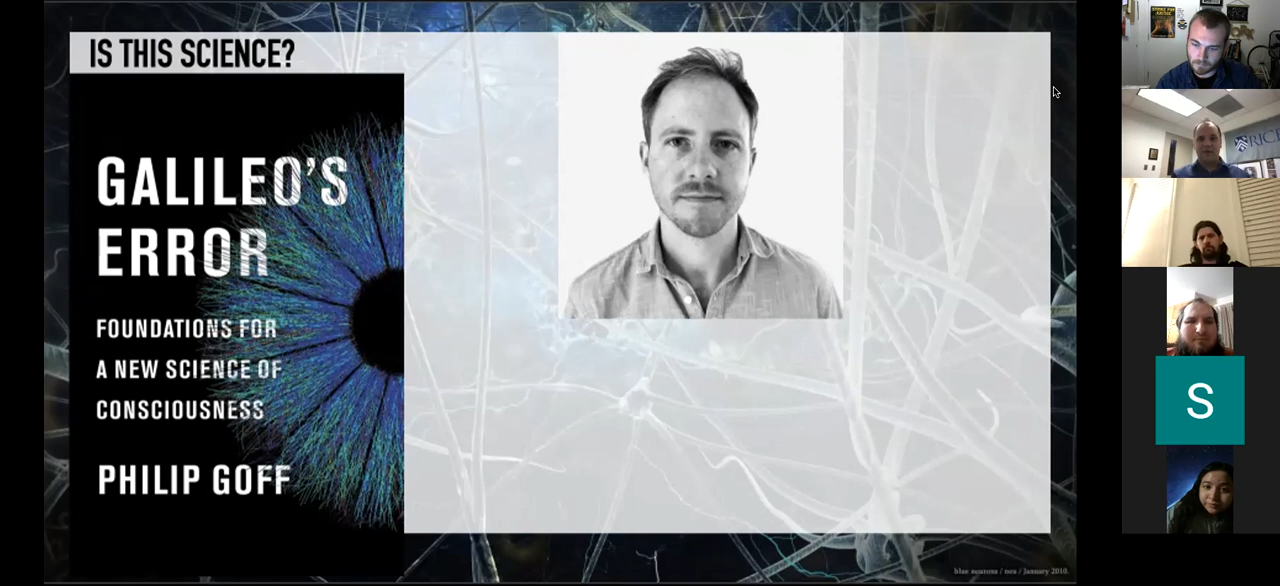 IS THIS SCIENCE?
GALILEO'S
ERROR
FOUNDATIONS FOR
A NEW SCIENCE OF
CONSCIOUSNESS
PHILIP GOFF
blue neurons / neu / January 2010.
S